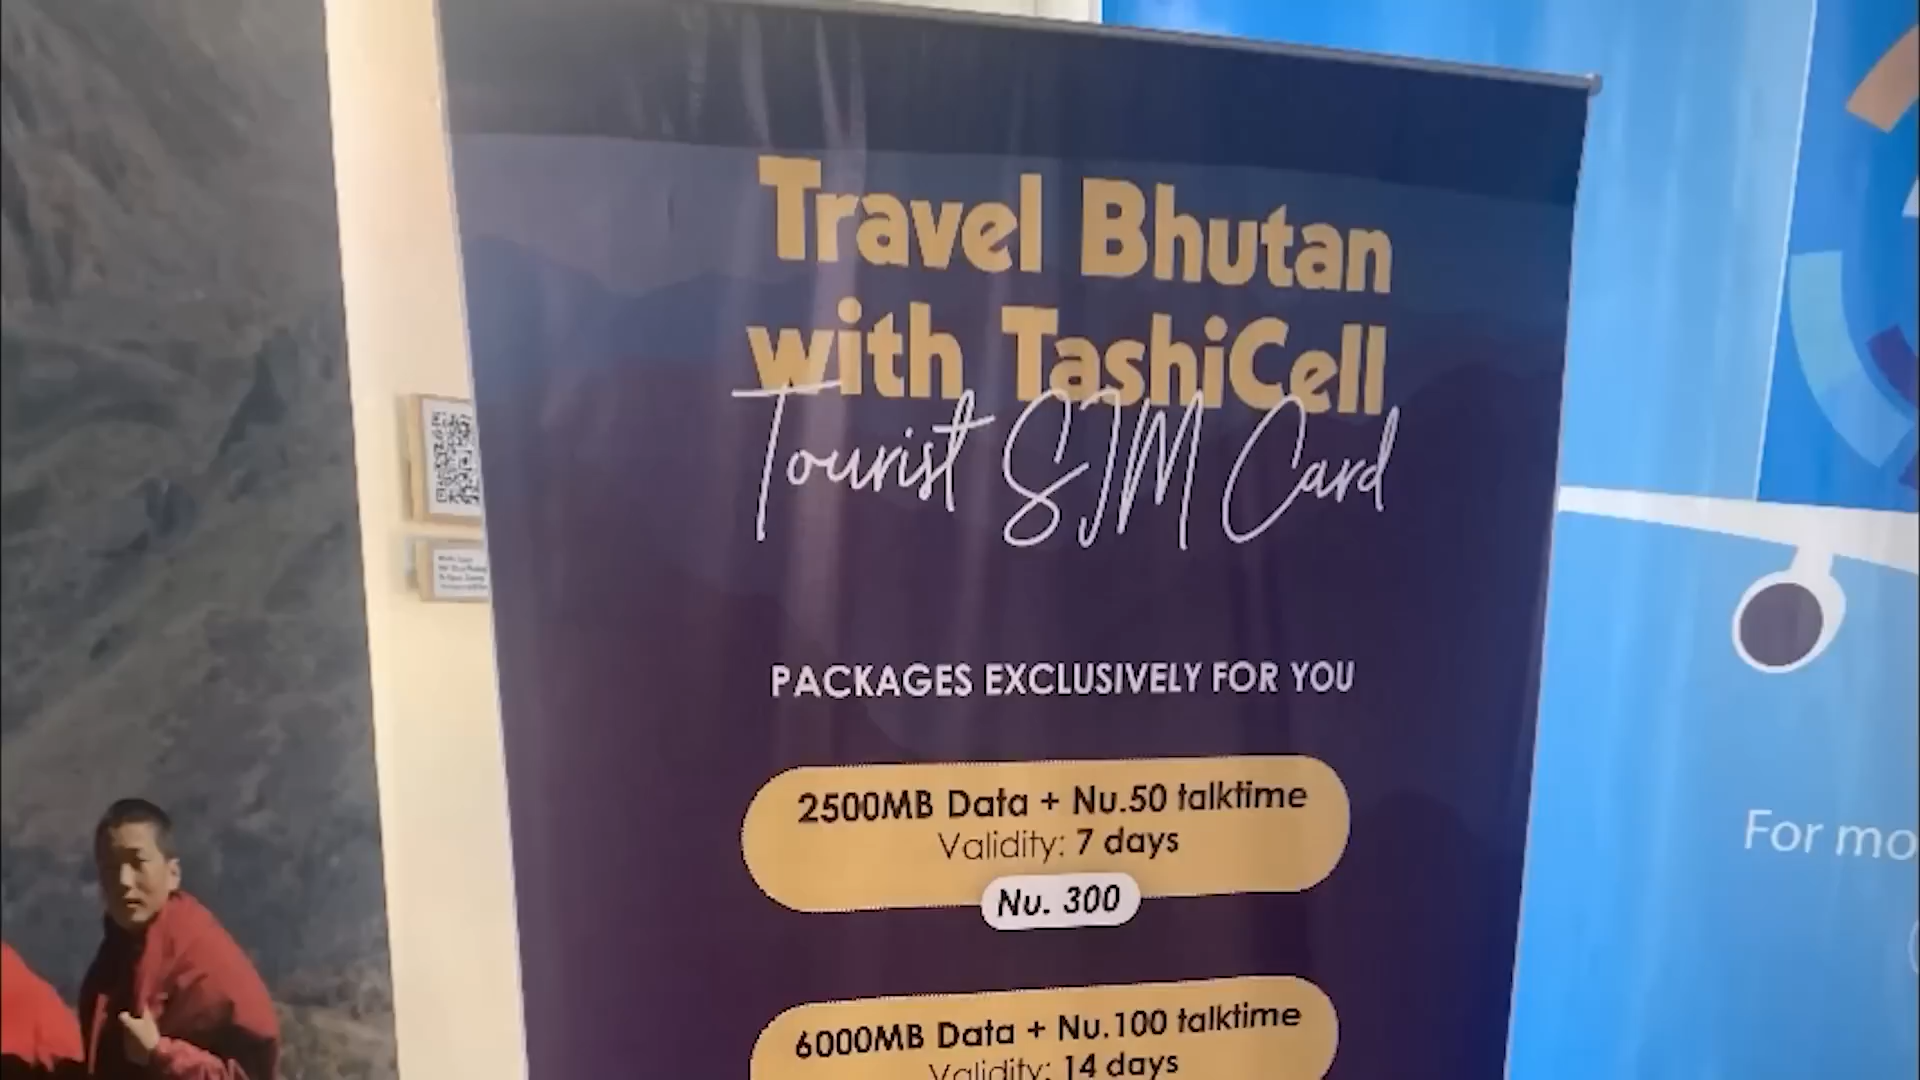 Travel Bhutan
with TashiCell
Tourist SIM Card
PACKAGES EXCLUSIVELY FOR YOU
2500MB Data + Nu.50 talktime
Validity: 7 days
Nu. 300
6000MB Data + Nu.100 talktime
Validity: 14 days
For mo